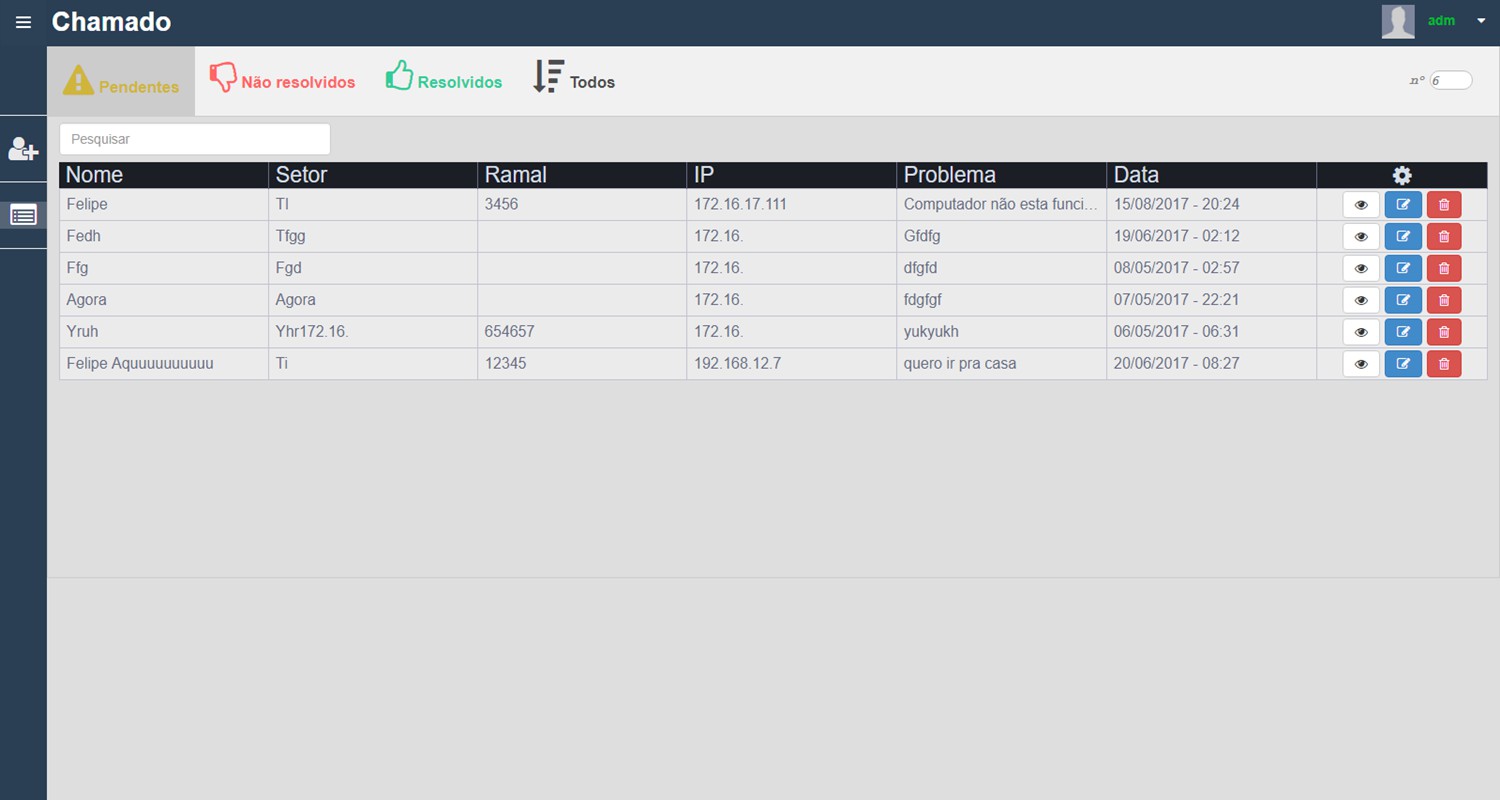 Chamado adm
Pendentes Não resolvidos Resolvidos Todos nº 6
Pesquisar
Nome Setor Ramal IP Problema Data
Felipe TI 3456 172.16.17.111 Computador não esta funci... 15/08/2017 - 20:24
Fedh Tfgg 172.16. Gfdfg 19/06/2017 - 02:12
Ffg Fgd 172.16. dfgfd 08/05/2017 - 02:57
Agora Agora 172.16. fdgfgf 07/05/2017 - 22:21
Yruh Yhr172.16. 654657 172.16. yukyukh 06/05/2017 - 06:31
Felipe Aquuuuuuuuuu Ti 12345 192.168.12.7 quero ir pra casa 20/06/2017 - 08:27